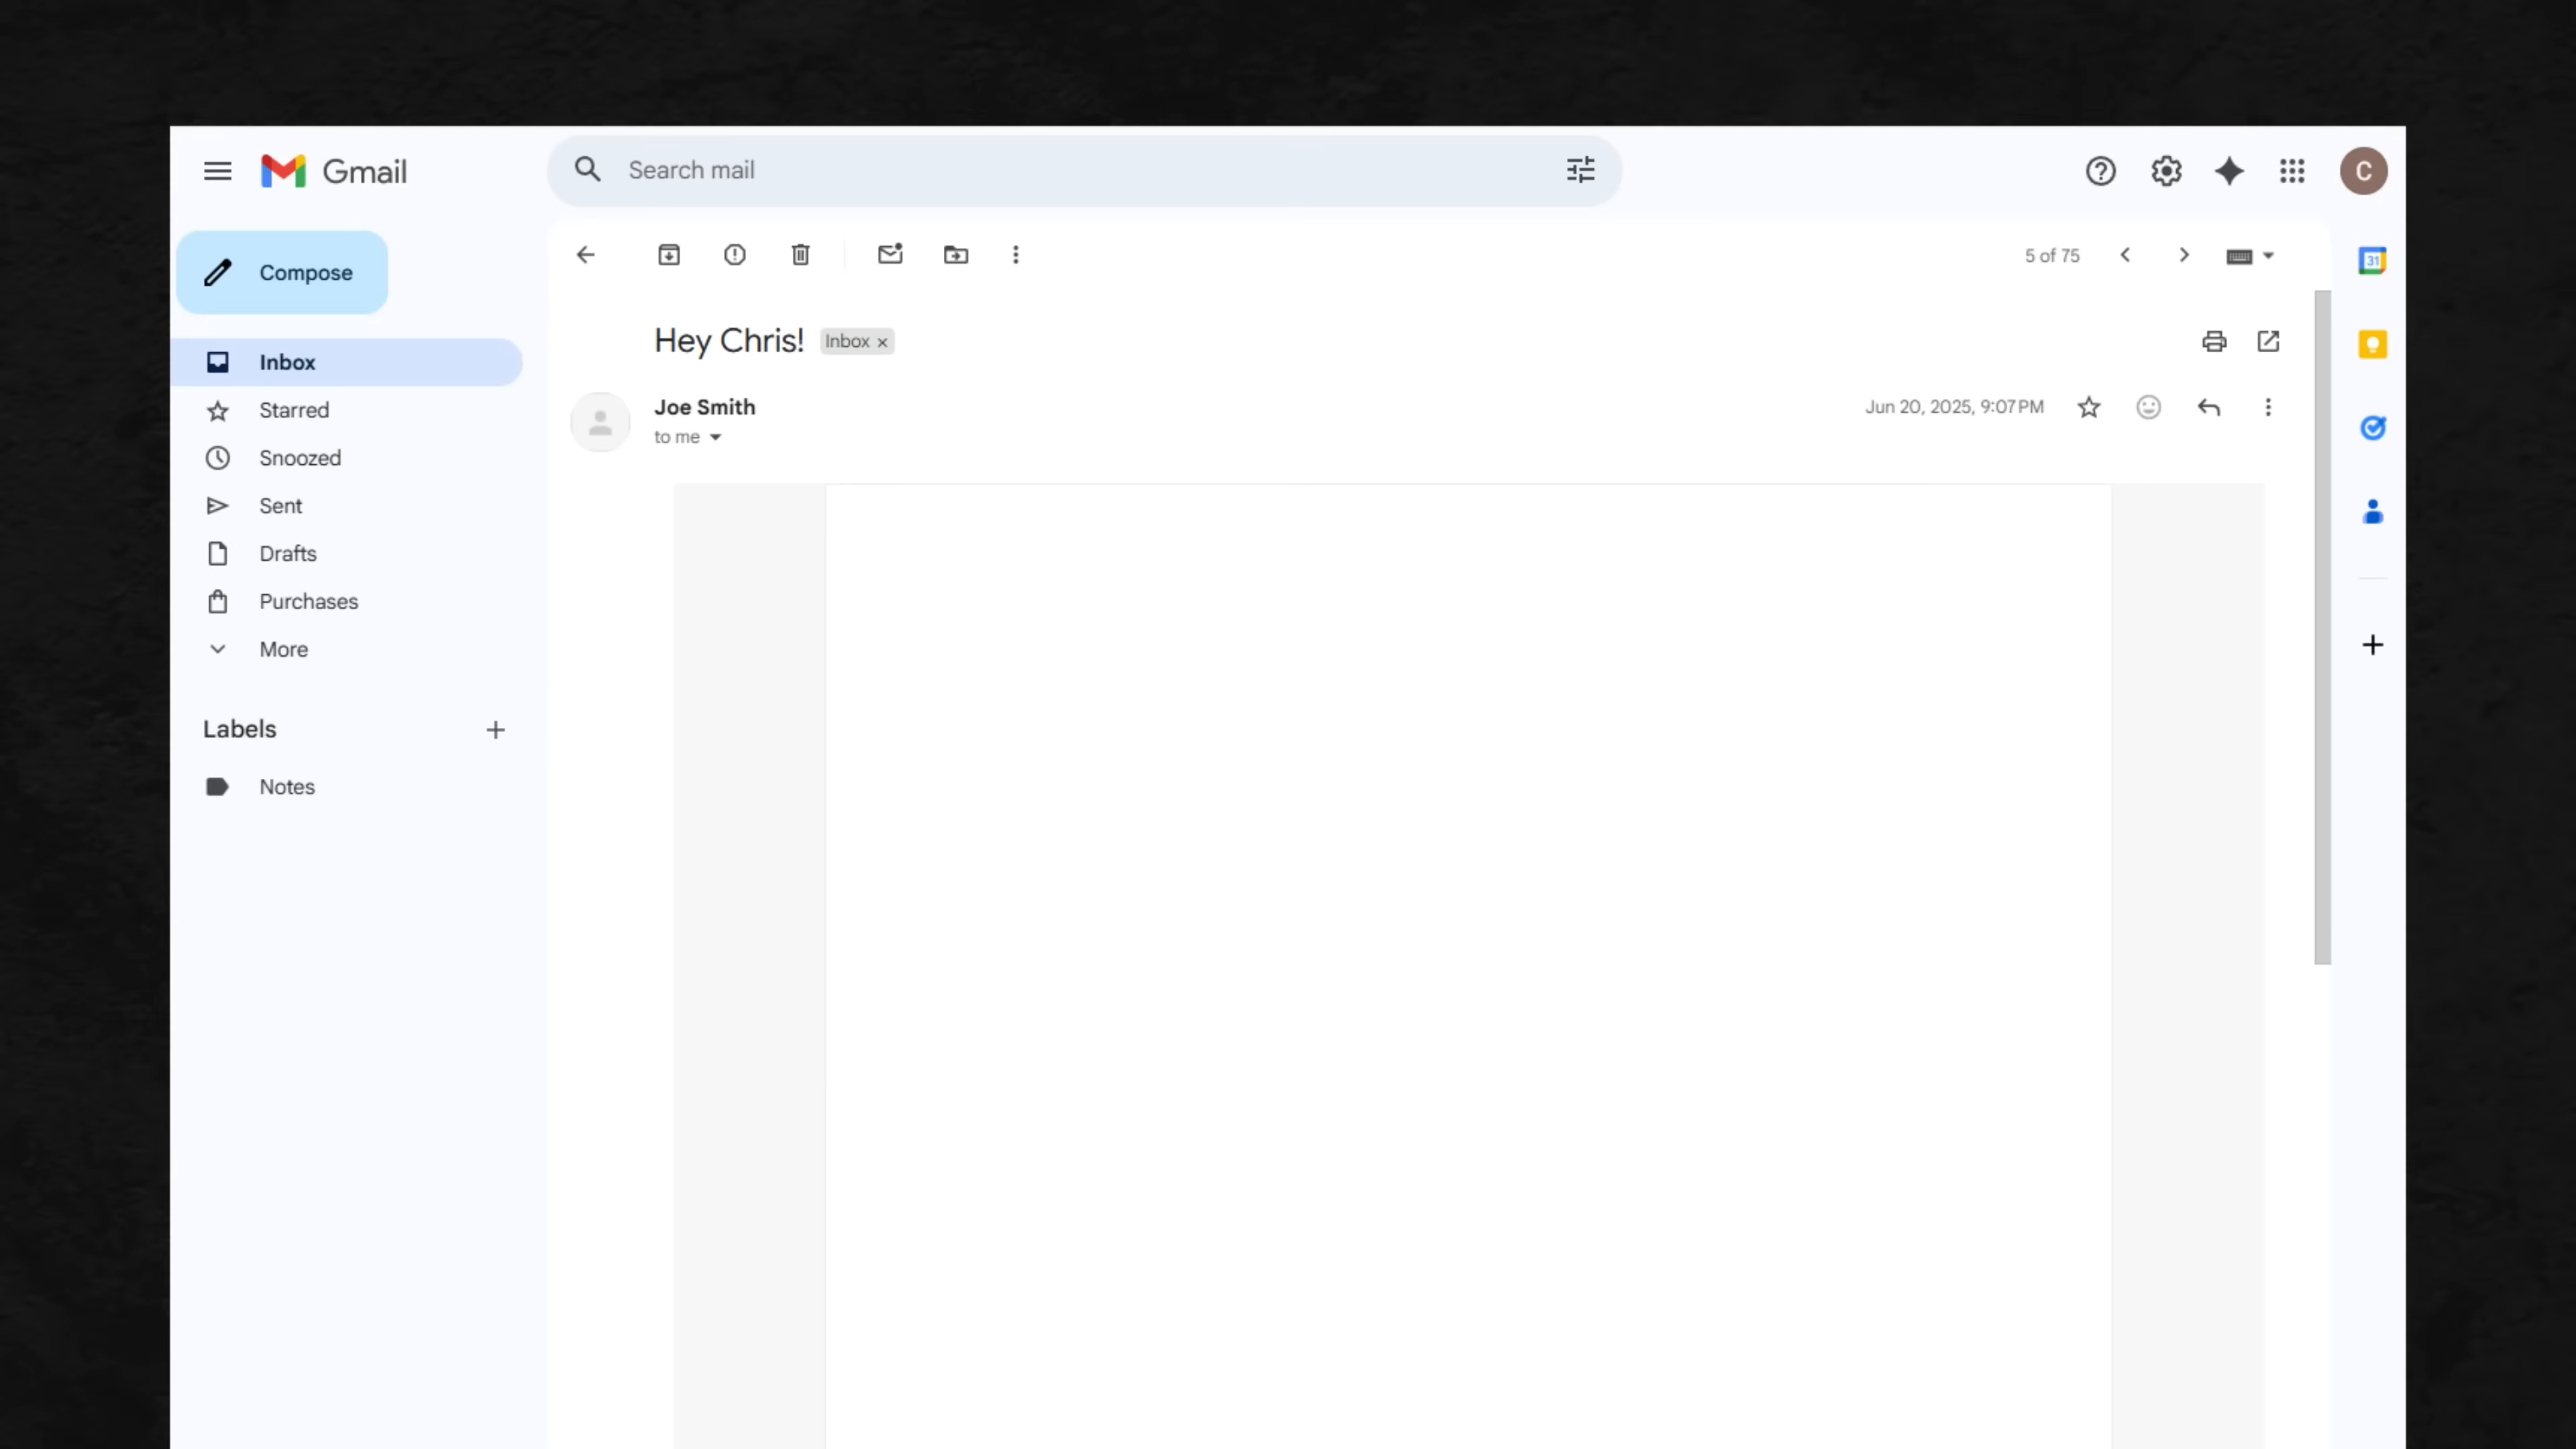 Gmail
Search mail
C
Compose
5 of 75
31
Hey Chris! Inbox x
Inbox
Joe Smith
Jun 20, 2025, 9:07 PM
Starred
to me
Snoozed
Sent
Drafts
Purchases
More
Labels
Notes